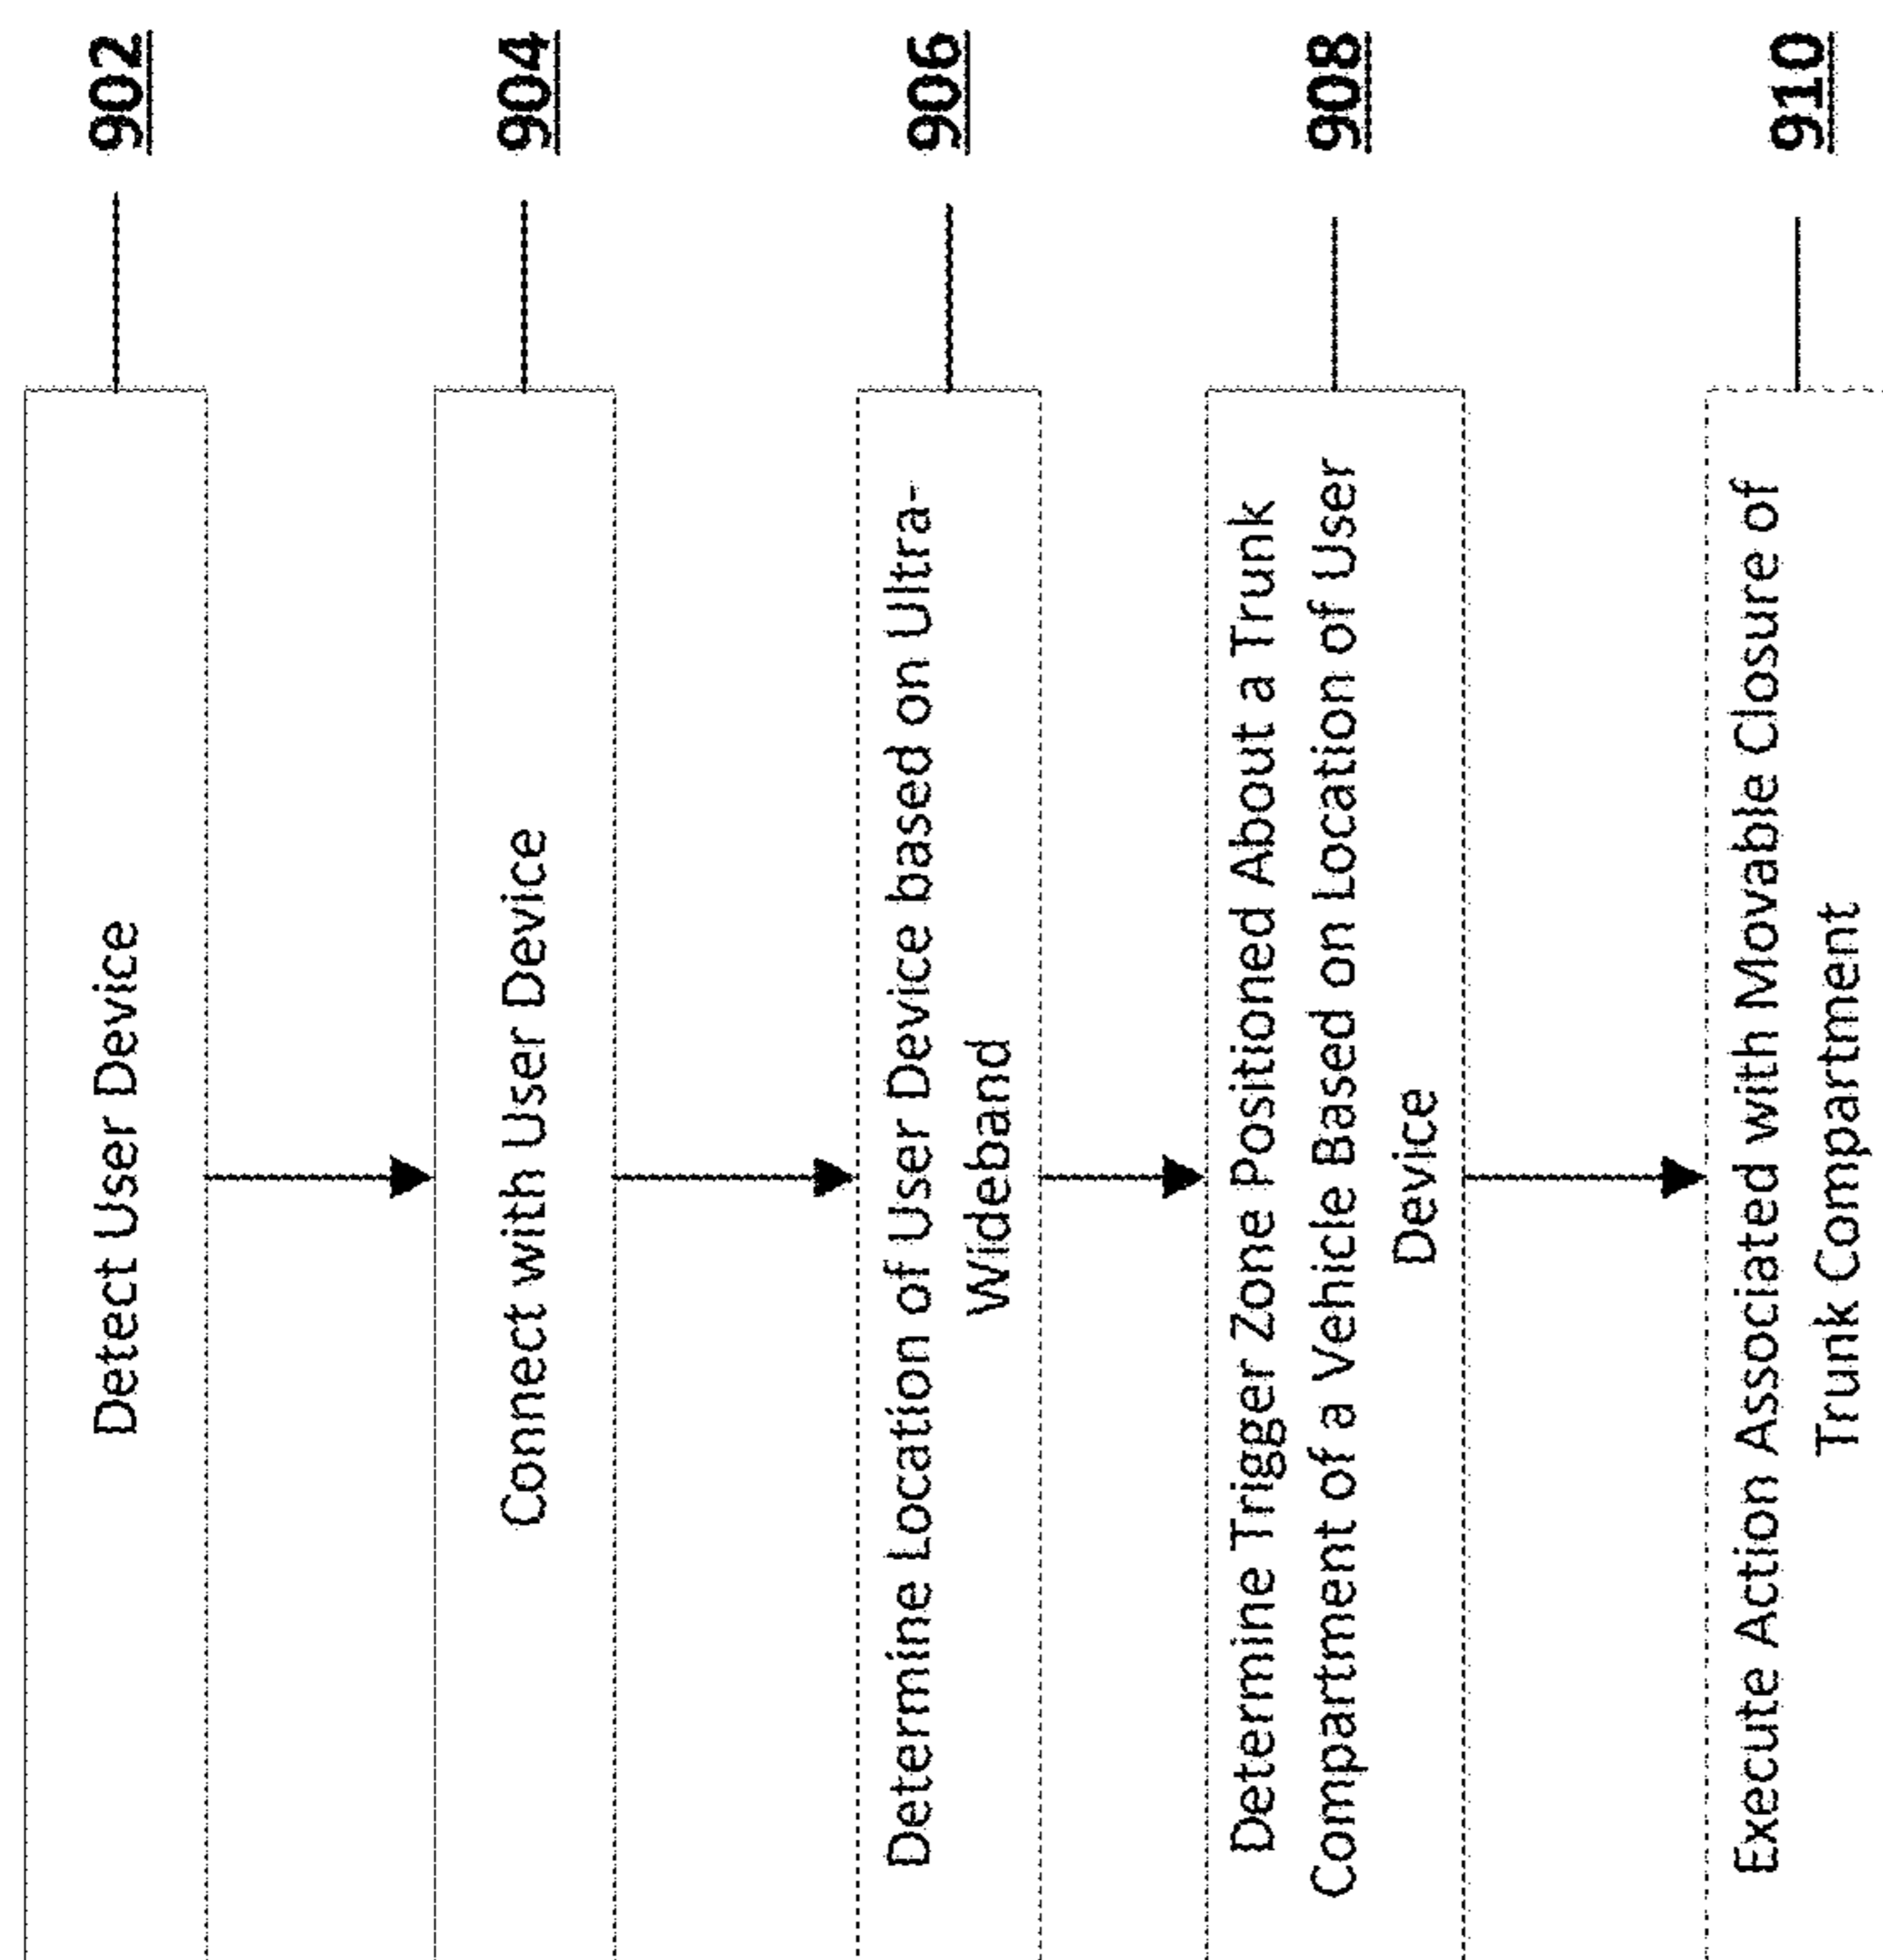 Detect User Device
902
Connect with User Device
904
Determine Location of User Device based on Ultra-
Wideband
906
Determine Trigger Zone Positioned About a Trunk
Compartment of a Vehicle Based on Location of User
Device
908
Execute Action Associated with Movable Closure of
Trunk Compartment
910